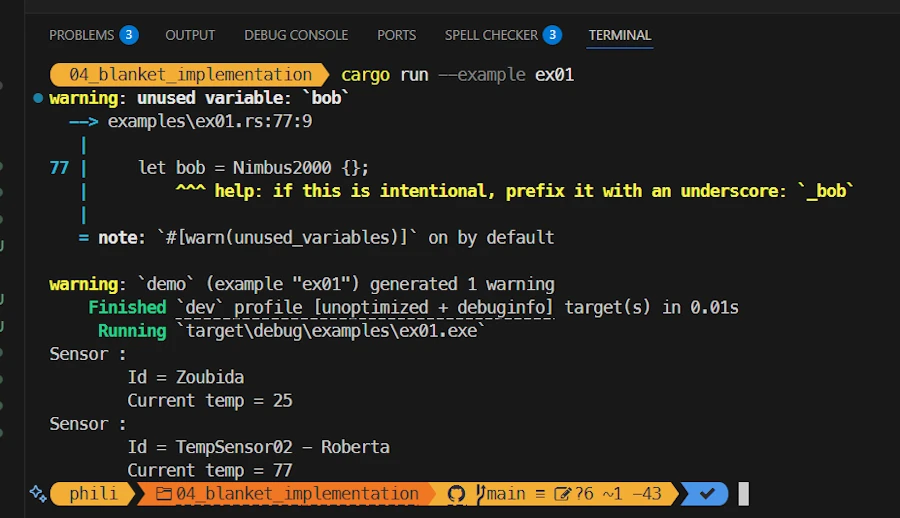 PROBLEMS 3 OUTPUT DEBUG CONSOLE PORTS SPELL CHECKER 3 TERMINAL
04_blanket_implementation cargo run --example ex01
warning: unused variable: `bob`
--> examples\ex01.rs:77:9
|
77 | let bob = Nimbus2000 {};
| ^^^ help: if this is intentional, prefix it with an underscore: `_bob`
|
= note: `#[warn(unused_variables)]` on by default
warning: `demo` (example "ex01") generated 1 warning
Finished `dev` profile [unoptimized + debuginfo] target(s) in 0.01s
Running `target\debug\examples\ex01.exe`
Sensor :
Id = Zoubida
Current temp = 25
Sensor :
Id = TempSensor02 - Roberta
Current temp = 77
phili 04_blanket_implementation main ≡ ?6 ~1 -43 ✓